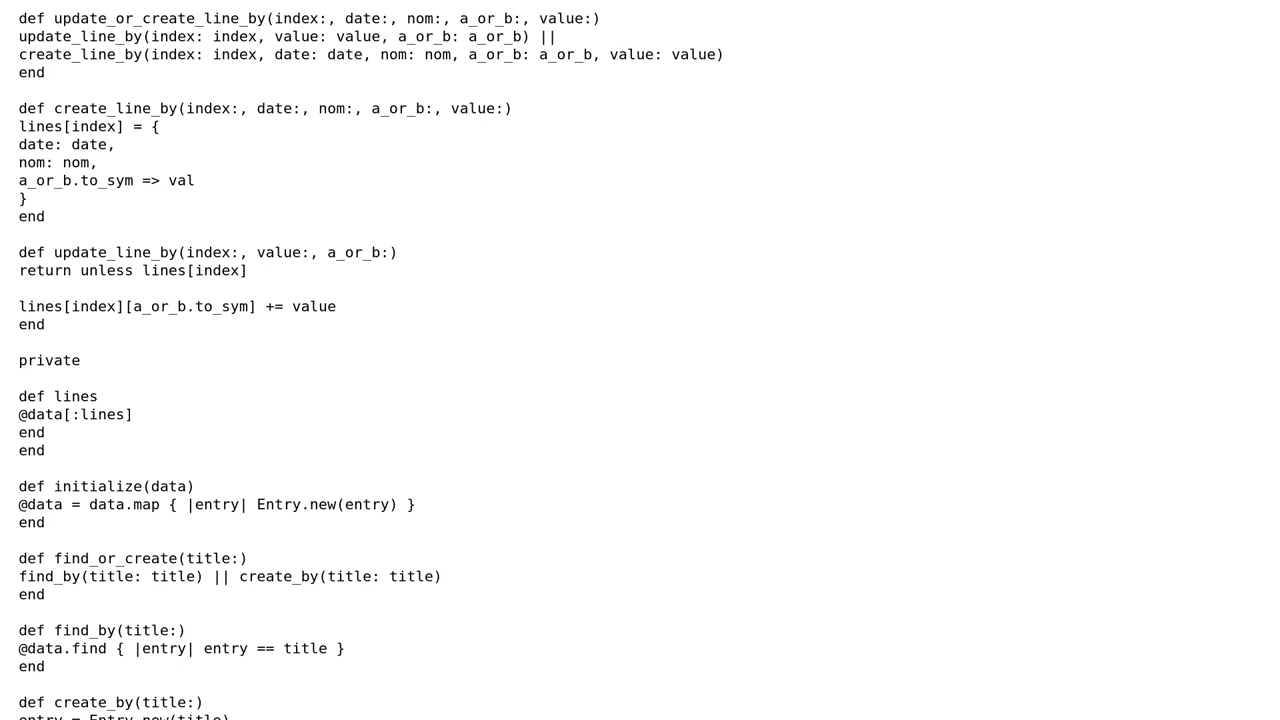 def update_or_create_line_by(index:, date:, nom:, a_or_b:, value:)
update_line_by(index: index, value: value, a_or_b: a_or_b) ||
create_line_by(index: index, date: date, nom: nom, a_or_b: a_or_b, value: value)
end

def create_line_by(index:, date:, nom:, a_or_b:, value:)
lines[index] = {
date: date,
nom: nom,
a_or_b.to_sym => val
}
end

def update_line_by(index:, value:, a_or_b:)
return unless lines[index]

lines[index][a_or_b.to_sym] += value
end

private

def lines
@data[:lines]
end
end

def initialize(data)
@data = data.map { |entry| Entry.new(entry) }
end

def find_or_create(title:)
find_by(title: title) || create_by(title: title)
end

def find_by(title:)
@data.find { |entry| entry == title }
end

def create_by(title:)
entry = Entry.new(title)